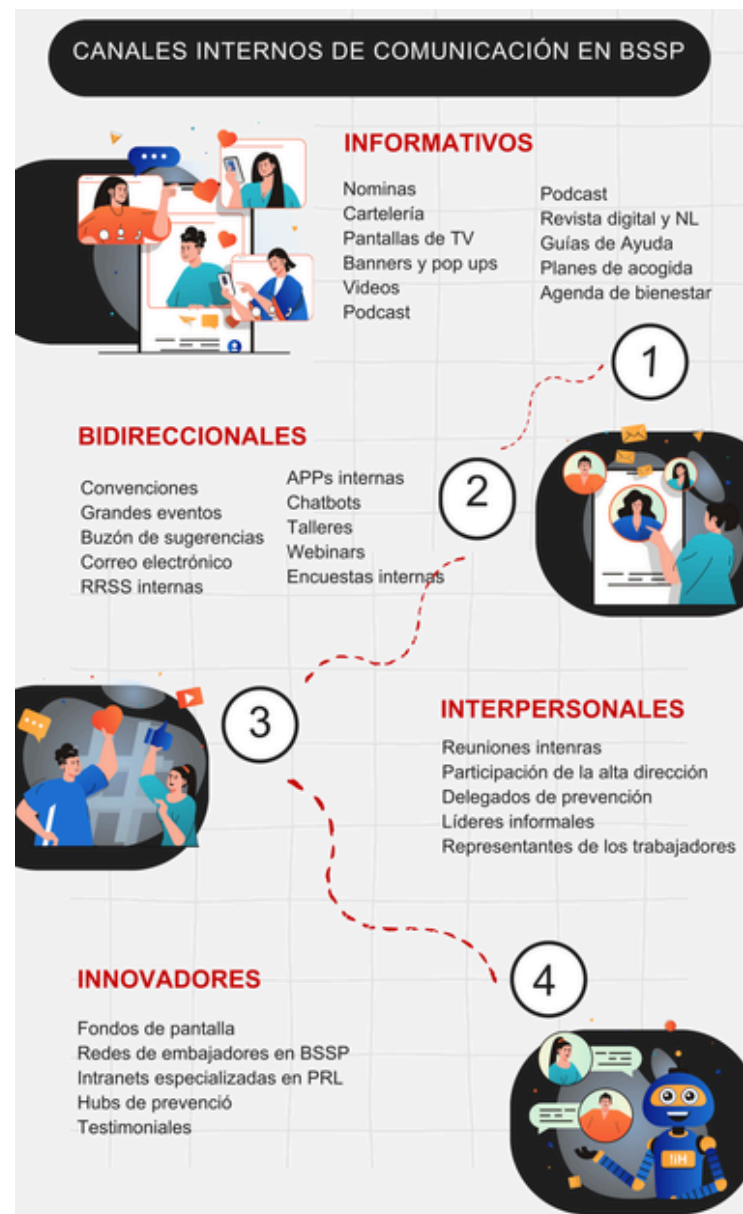 CANALES INTERNOS DE COMUNICACIÓN EN BSSP
INFORMATIVOS
Nominas
Cartelería
Pantallas de TV
Banners y pop ups
Videos
Podcast
Podcast
Revista digital y NL
Guías de Ayuda
Planes de acogida
Agenda de bienestar
1
BIDIRECCIONALES
Convenciones
Grandes eventos
Buzón de sugerencias
Correo electrónico
RRSS internas
APPs internas
Chatbots
Talleres
Webinars
Encuestas internas
2
3
INTERPERSONALES
Reuniones intenras
Participación de la alta dirección
Delegados de prevención
Líderes informales
Representantes de los trabajadores
INNOVADORES
Fondos de pantalla
Redes de embajadores en BSSP
Intranets especializadas en PRL
Hubs de prevenció
Testimoniales
4
Hi!